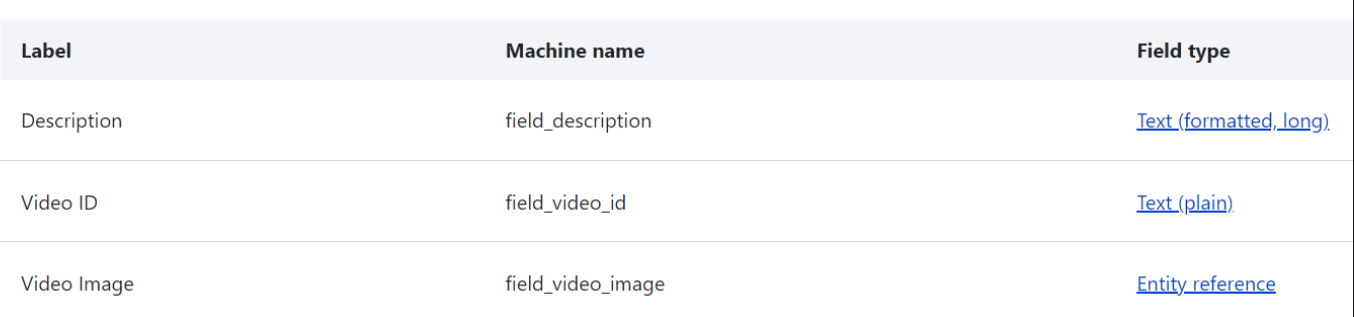 Label Machine name Field type
Description field_description Text (formatted, long)
Video ID field_video_id Text (plain)
Video Image field_video_image Entity reference